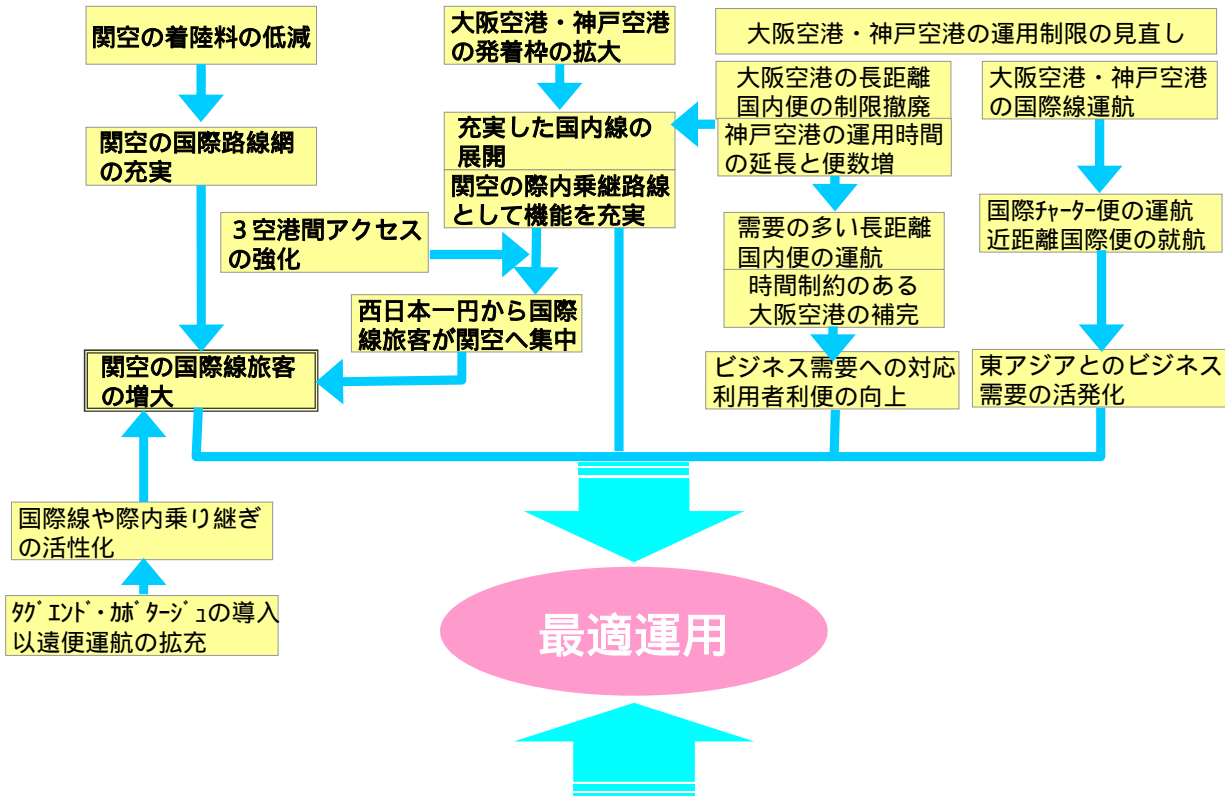 関空の着陸料の低減
関空の国際路線網
の充実
大阪空港・神戸空港
の発着枠の拡大
充実した国内線の
展開
関空の際内乗継路線
として機能を充実
３空港間アクセス
の強化
西日本一円から国際
線旅客が関空へ集中
関空の国際線旅客
の増大
国際線や際内乗り継ぎ
の活性化
ﾀｸﾞｴﾝﾄﾞ・ｶﾎﾞﾀｰｼﾞｭの導入
以遠便運航の拡充
大阪空港・神戸空港の運用制限の見直し
大阪空港の長距離
国内便の制限撤廃
神戸空港の運用時間
の延長と便数増
需要の多い長距離
国内便の運航
時間制約のある
大阪空港の補完
ビジネス需要への対応
利用者利便の向上
大阪空港・神戸空港
の国際線運航
国際ﾁｬｰﾀｰ便の運航
近距離国際便の就航
東アジアとのビジネス
需要の活発化
最適運用